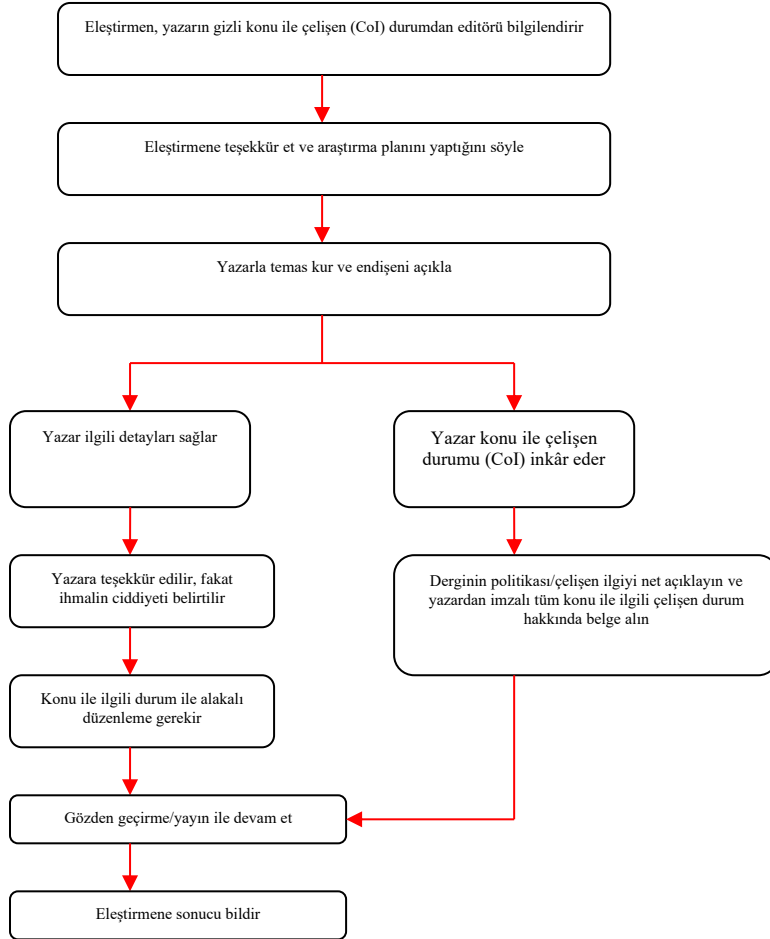 Eleştirmen, yazarın gizli konu ile çelişen (CoI) durumdan editörü bilgilendirir
Eleştirmene teşekkür et ve araştırma planını yaptığını söyle
Yazarla temas kur ve endişeni açıkla
Yazar ilgili detayları sağlar
Yazar konu ile çelişen
durumu (CoI) inkâr eder
Yazara teşekkür edilir, fakat
ihmalin ciddiyeti belirtilir
Derginin politikası/çelişen ilgiyi net açıklayın ve
yazardan imzalı tüm konu ile ilgili çelişen durum
hakkında belge alın
Konu ile ilgili durum ile alakalı
düzenleme gerekir
Gözden geçirme/yayın ile devam et
Eleştirmene sonucu bildir